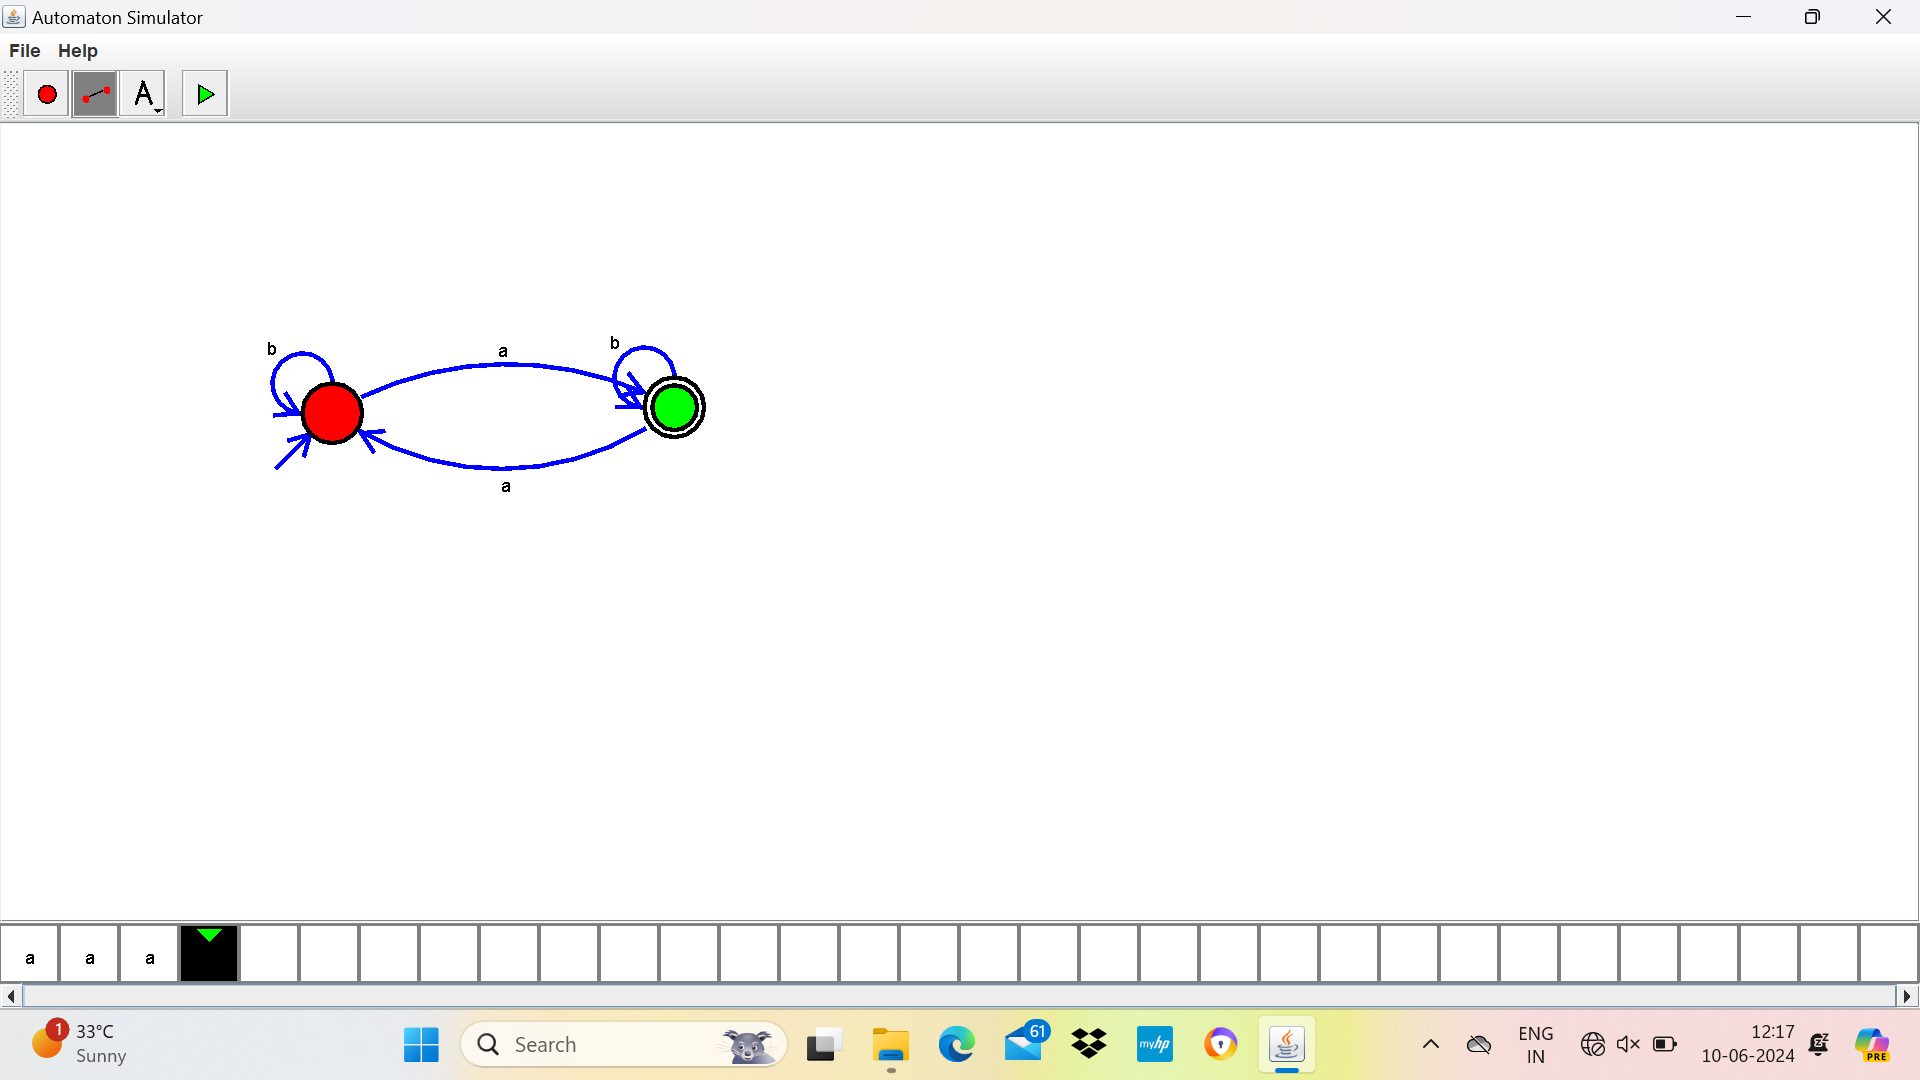 Automaton Simulator
File Help
A
b
a
b
a
a a a
1
33°C
Sunny
Search
61
myhp
ENG
IN
12:17
10-06-2024
PRE